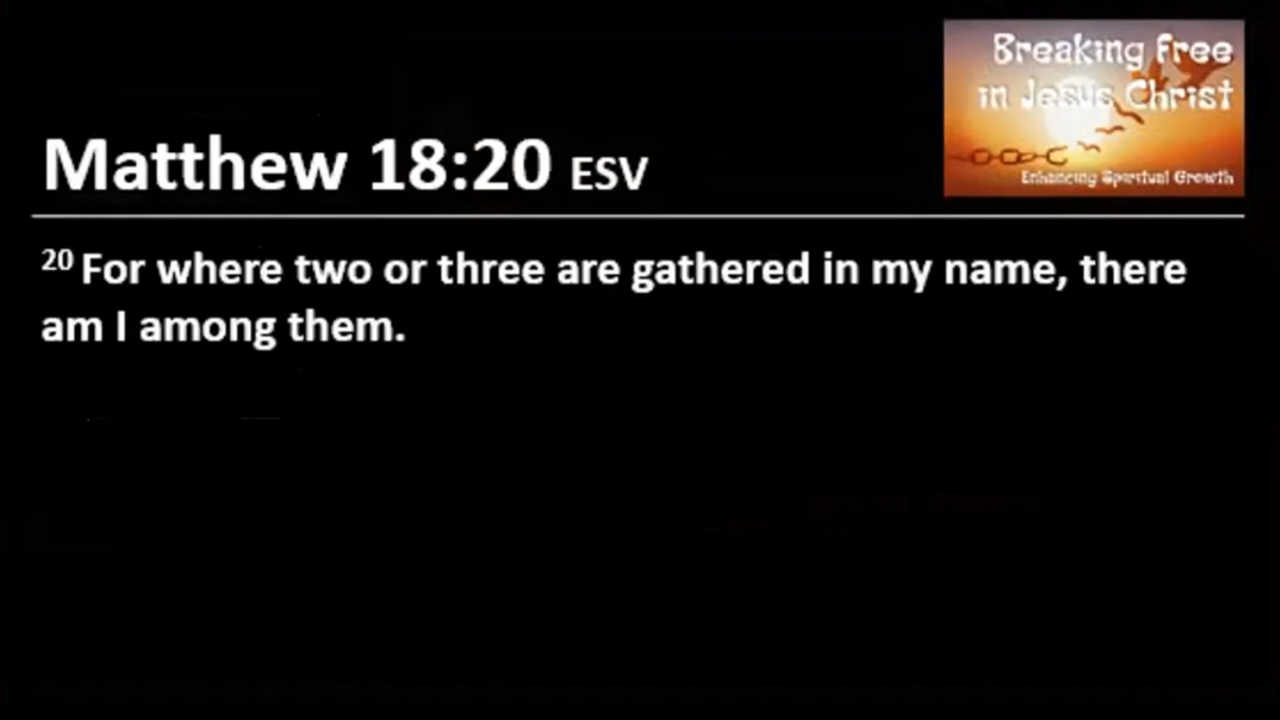 Breaking Free
in Jesus Christ
Enhancing Spiritual Growth
Matthew 18:20 ESV
20 For where two or three are gathered in my name, there
am I among them.